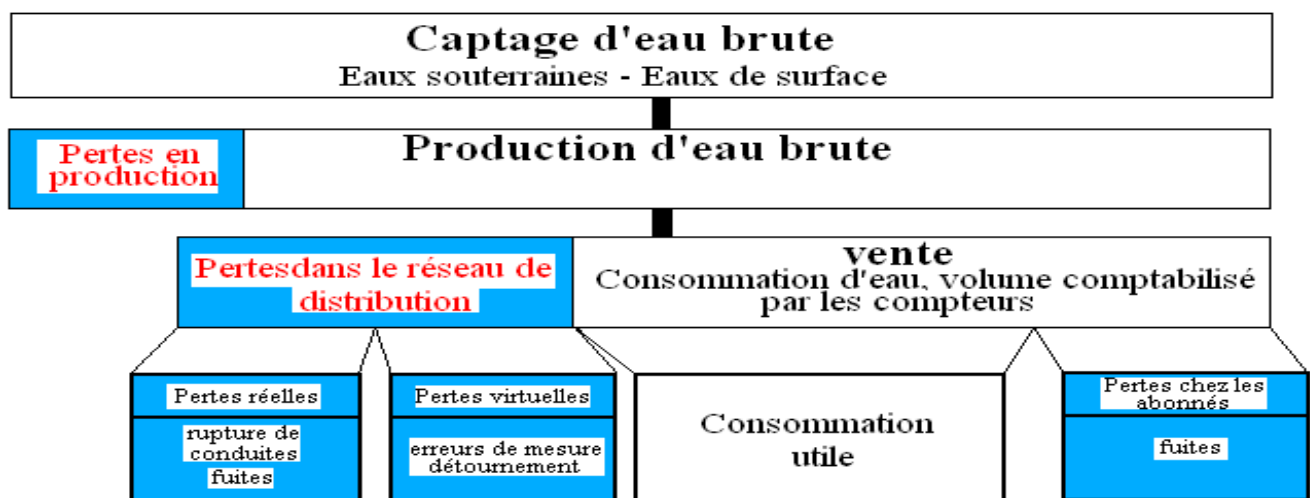 Captage d'eau brute
Eaux souterraines - Eaux de surface
Pertes en
production
Production d'eau brute
Pertesdans le réseau de
distribution
vente
Consommation d'eau, volume comptabilisé
par les compteurs
Pertes réelles
rupture de
conduites
fuites
Pertes virtuelles
erreurs de mesure
détournement
Consommation
utile
Pertes chez les
abonnés
fuites